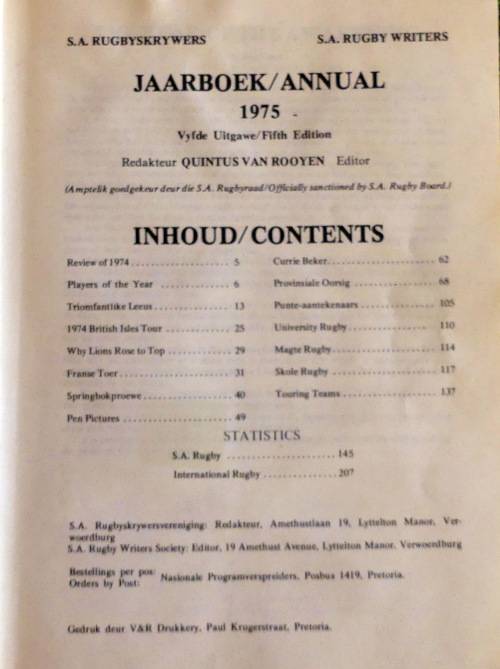 S.A. RUGBYSKRYWERS S.A. RUGBY WRITERS
JAARBOEK/ANNUAL
1975
Vyfde Uitgawe/Fifth Edition
Redakteur QUINTUS VAN ROOYEN Editor
(Amptelik goedgekeur deur die S.A. Rugbyraad/Officially sanctioned by S.A. Rugby Board.)
INHOUD/CONTENTS
Review of 1974 5
Players of the Year 6
Triomfantlike Leeus 13
1974 British Isles Tour 25
Why Lions Rose to Top 29
Franse Toer 31
Springbokproewe 40
Pen Pictures 49
Currie Beker 62
Provinsiale Oorsig 68
Punte-aantekenaars 105
University Rugby 110
Magte Rugby 114
Skole Rugby 117
Touring Teams 137
STATISTICS
S.A. Rugby 145
International Rugby 207
S.A. Rugbyskrywersvereniging: Redakteur, Amethustlaan 19, Lyttelton Manor, Ver-
woerdburg
S.A. Rugby Writers Society: Editor, 19 Amethust Avenue, Lyttelton Manor, Verwoerdburg
Bestellings per pos:
Orders by Post: Nasionale Programverspreiders, Posbus 1419, Pretoria.
Gedruk deur V&R Drukkery, Paul Krugerstraat, Pretoria.